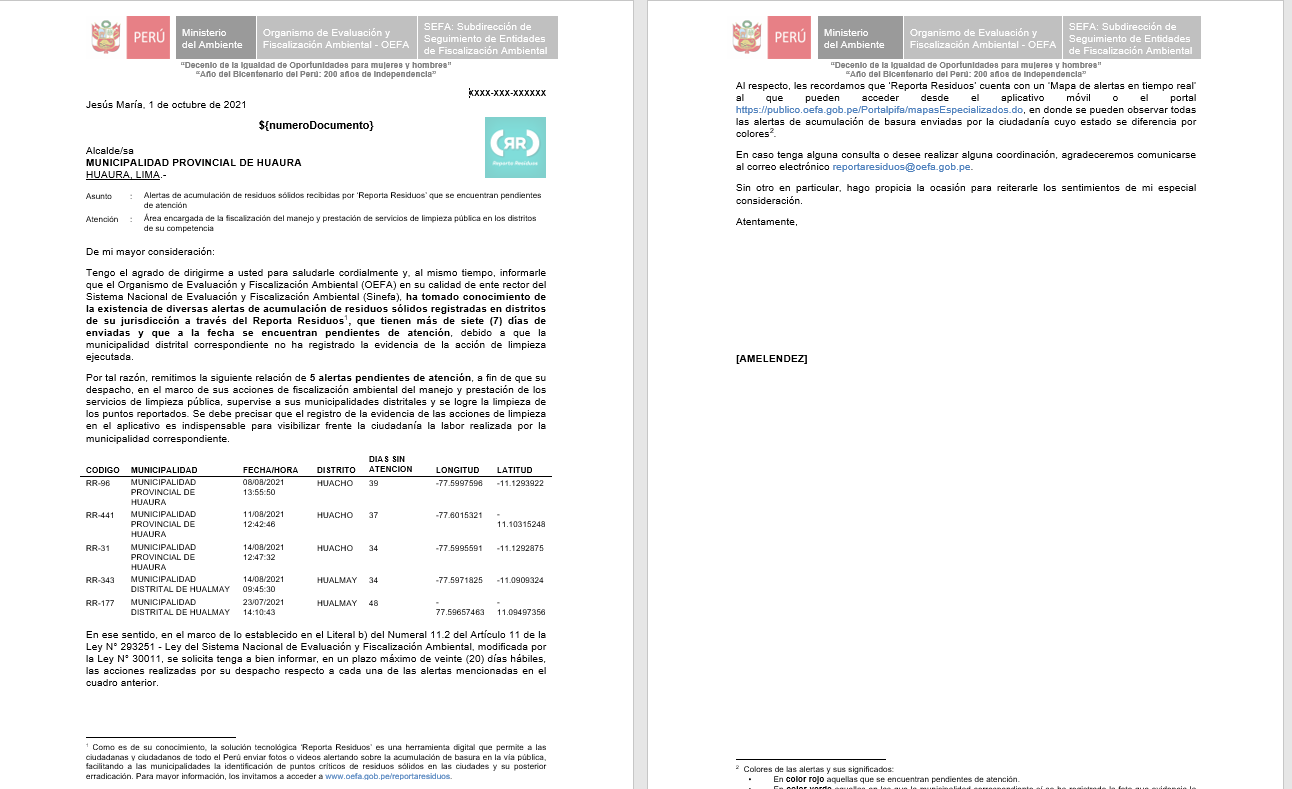 PERÚ
Ministerio
del Ambiente
Organismo de Evaluación y
Fiscalización Ambiental - OEFA
SEFA: Subdirección de
Seguimiento de Entidades
de Fiscalización Ambiental
“Decenio de la Igualdad de Oportunidades para mujeres y hombres”
“Año del Bicentenario del Perú: 200 años de Independencia”
XXXX-XXX-XXXXXX
Jesús María, 1 de octubre de 2021
${numeroDocumento}
RR
Reporta Residuos
Alcalde/sa
MUNICIPALIDAD PROVINCIAL DE HUAURA
HUAURA, LIMA.-
Asunto : Alertas de acumulación de residuos sólidos recibidas por ‘Reporta Residuos’ que se encuentran pendientes
de atención
Atención : Área encargada de la fiscalización del manejo y prestación de servicios de limpieza pública en los distritos
de su competencia
De mi mayor consideración:
Tengo el agrado de dirigirme a usted para saludarle cordialmente y, al mismo tiempo, informarle
que el Organismo de Evaluación y Fiscalización Ambiental (OEFA) en su calidad de ente rector del
Sistema Nacional de Evaluación y Fiscalización Ambiental (Sinefa), ha tomado conocimiento de
la existencia de diversas alertas de acumulación de residuos sólidos registradas en distritos
de su jurisdicción a través del Reporta Residuos1, que tienen más de siete (7) días de
enviadas y que a la fecha se encuentran pendientes de atención, debido a que la
municipalidad distrital correspondiente no ha registrado la evidencia de la acción de limpieza
ejecutada.
Por tal razón, remitimos la siguiente relación de 5 alertas pendientes de atención, a fin de que su
despacho, en el marco de sus acciones de fiscalización ambiental del manejo y prestación de los
servicios de limpieza pública, supervise a sus municipalidades distritales y se logre la limpieza de
los puntos reportados. Se debe precisar que el registro de la evidencia de las acciones de limpieza
en el aplicativo es indispensable para visibilizar frente la ciudadanía la labor realizada por la
municipalidad correspondiente.
DIAS SIN
CODIGO MUNICIPALIDAD FECHA/HORA DISTRITO ATENCION LONGITUD LATITUD
RR-96 MUNICIPALIDAD 08/08/2021 HUACHO 39 -77.5997596 -11.1293922
PROVINCIAL DE 13:55:50
HUAURA
RR-441 MUNICIPALIDAD 11/08/2021 HUACHO 37 -77.6015321 -
PROVINCIAL DE 12:42:46 11.10315248
HUAURA
RR-31 MUNICIPALIDAD 14/08/2021 HUACHO 34 -77.5995591 -11.1292875
PROVINCIAL DE 12:47:32
HUAURA
RR-343 MUNICIPALIDAD 14/08/2021 HUALMAY 34 -77.5971825 -11.0909324
DISTRITAL DE HUALMAY 09:45:30
RR-177 MUNICIPALIDAD 23/07/2021 HUALMAY 48 - -
DISTRITAL DE HUALMAY 14:10:43 77.59657463 11.09497356
En ese sentido, en el marco de lo establecido en el Literal b) del Numeral 11.2 del Artículo 11 de la
Ley N° 293251 - Ley del Sistema Nacional de Evaluación y Fiscalización Ambiental, modificada por
la Ley N° 30011, se solicita tenga a bien informar, en un plazo máximo de veinte (20) días hábiles,
las acciones realizadas por su despacho respecto a cada una de las alertas mencionadas en el
cuadro anterior.
1 Como es de su conocimiento, la solución tecnológica ‘Reporta Residuos’ es una herramienta digital que permite a las
ciudadanas y ciudadanos de todo el Perú enviar fotos o videos alertando sobre la acumulación de basura en la vía pública,
facilitando a las municipalidades la identificación de puntos críticos de residuos sólidos en las ciudades y su posterior
erradicación. Para mayor información, los invitamos a acceder a www.oefa.gob.pe/reportaresiduos.
PERÚ
Ministerio
del Ambiente
Organismo de Evaluación y
Fiscalización Ambiental - OEFA
SEFA: Subdirección de
Seguimiento de Entidades
de Fiscalización Ambiental
“Decenio de la Igualdad de Oportunidades para mujeres y hombres”
“Año del Bicentenario del Perú: 200 años de Independencia”
Al respecto, les recordamos que ‘Reporta Residuos’ cuenta con un ‘Mapa de alertas en tiempo real’
al que pueden acceder desde el aplicativo móvil o el portal
https://publico.oefa.gob.pe/Portalpifa/mapasEspecializados.do, en donde se pueden observar todas
las alertas de acumulación de basura enviadas por la ciudadanía cuyo estado se diferencia por
colores2.
En caso tenga alguna consulta o desee realizar alguna coordinación, agradeceremos comunicarse
al correo electrónico reportaresiduos@oefa.gob.pe.
Sin otro en particular, hago propicia la ocasión para reiterarle los sentimientos de mi especial
consideración.
Atentamente,
[AMELENDEZ]
2 Colores de las alertas y sus significados:
• En color rojo aquellas que se encuentran pendientes de atención.